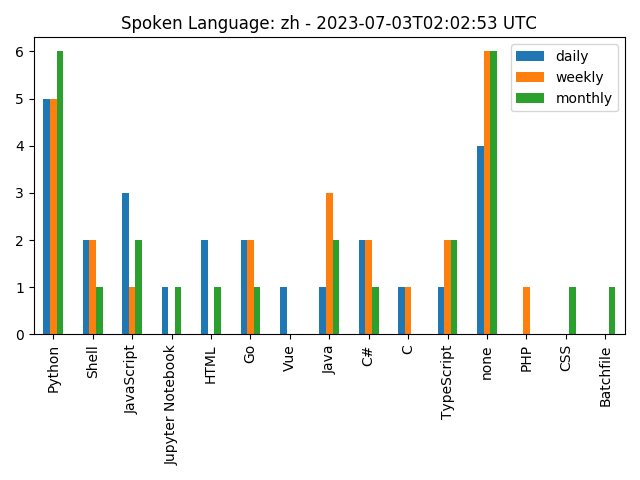 Spoken Language: zh - 2023-07-03T02:02:53 UTC
daily
weekly
monthly
6
5
4
3
2
1
0
Python
Shell
JavaScript
Jupyter Notebook
HTML
Go
Vue
Java
C#
C
TypeScript
none
PHP
CSS
Batchfile